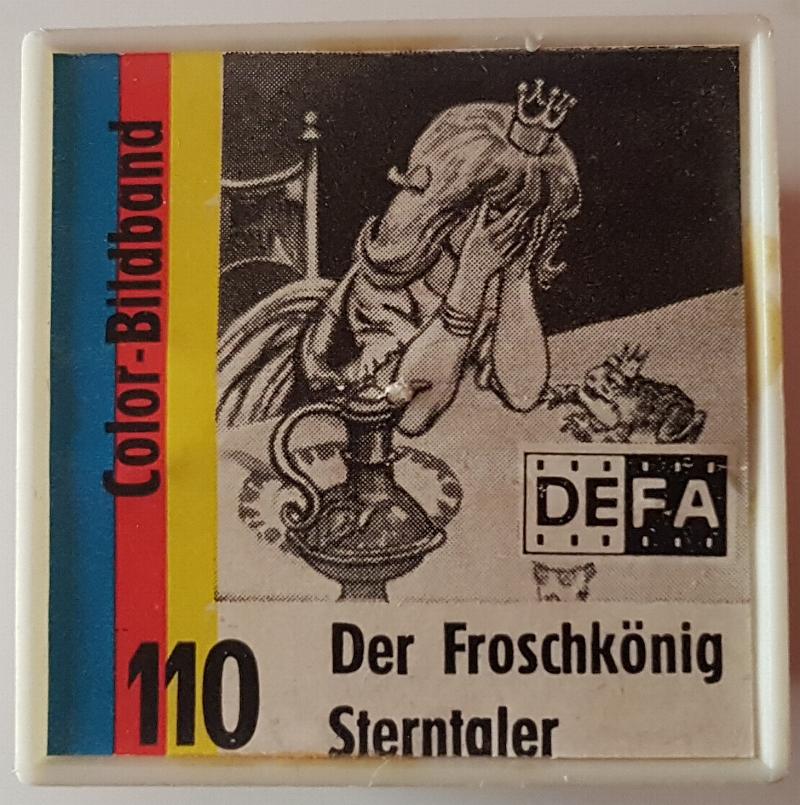 Color-Bildband
DEFA
110
Der Froschkönig
Sterntaler